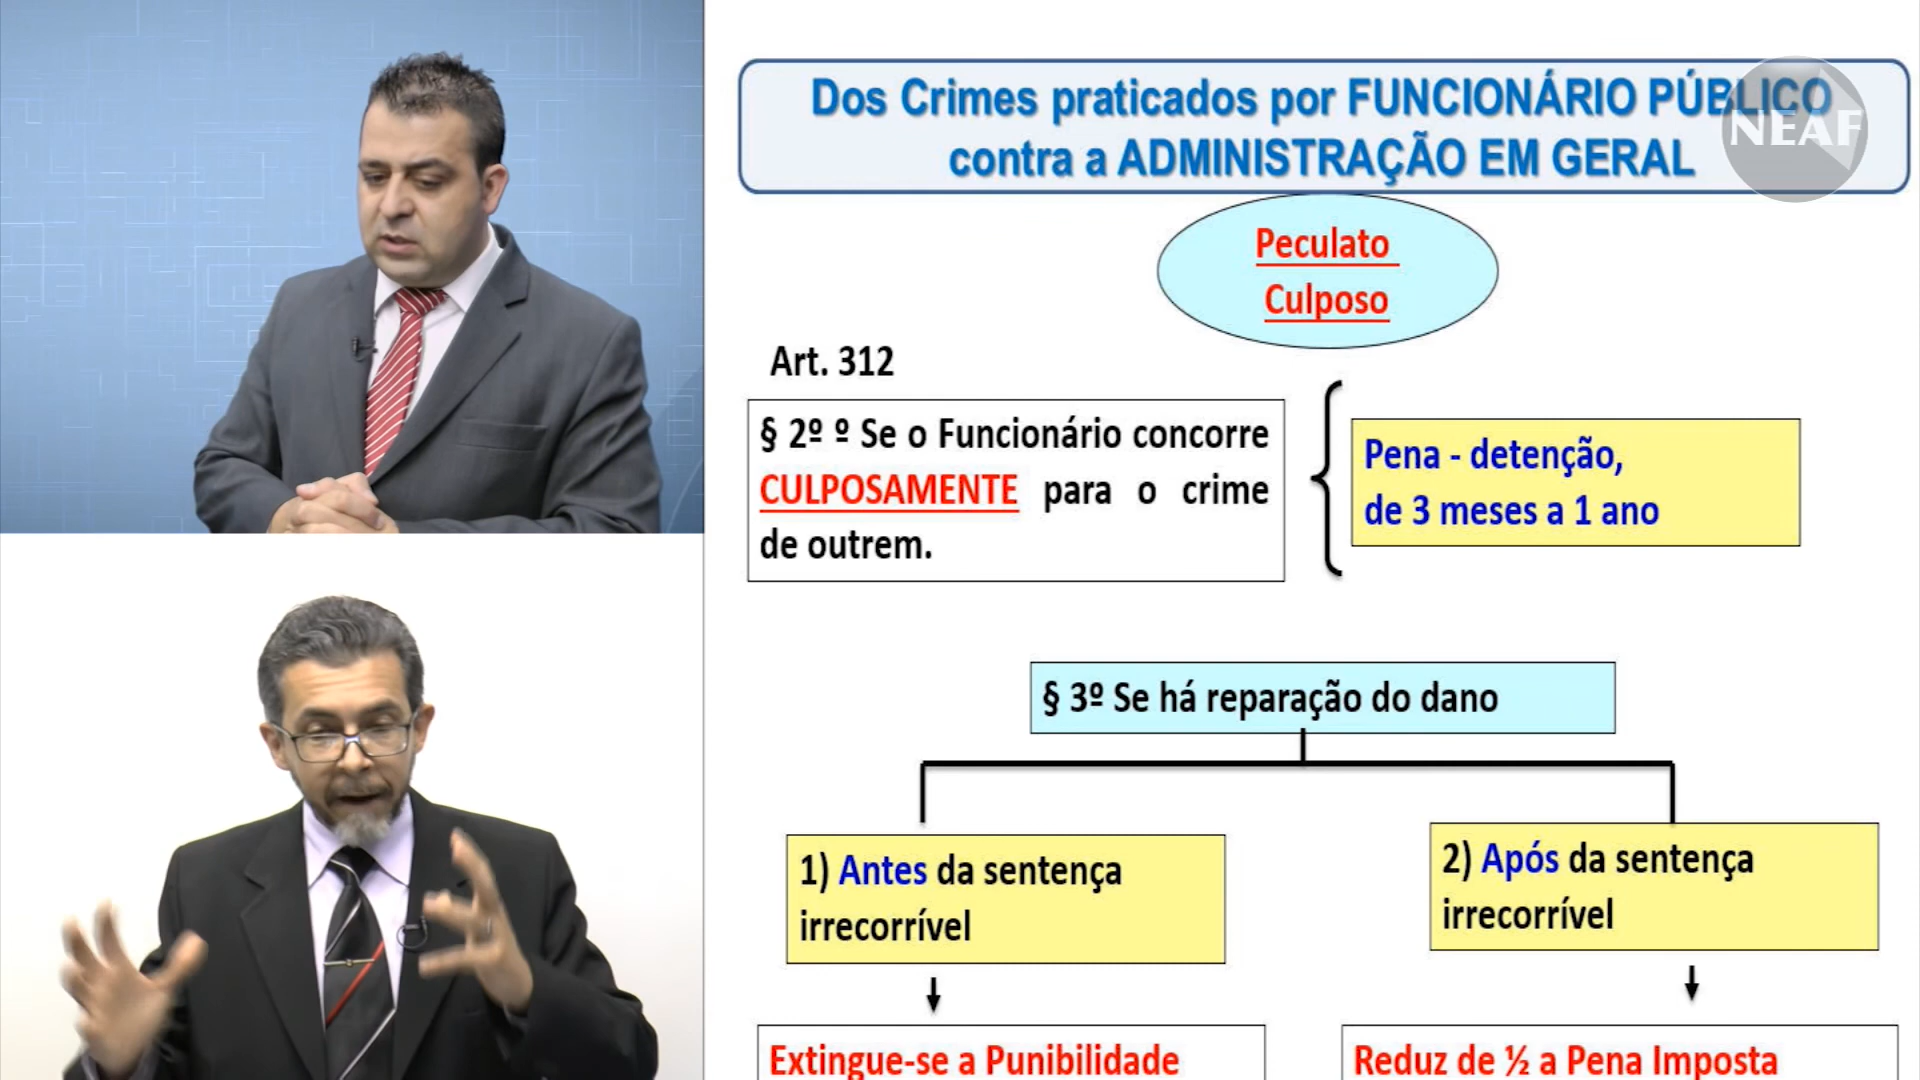 Dos Crimes praticados por FUNCIONÁRIO PÚBLICO
contra a ADMINISTRAÇÃO EM GERAL
NEAF
Peculato
Culposo
Art. 312
§ 2º º Se o Funcionário concorre
CULPOSAMENTE para o crime
de outrem.
Pena - detenção,
de 3 meses a 1 ano
§ 3º Se há reparação do dano
1) Antes da sentença
irrecorrível
2) Após da sentença
irrecorrível
Extingue-se a Punibilidade
Reduz de ½ a Pena Imposta